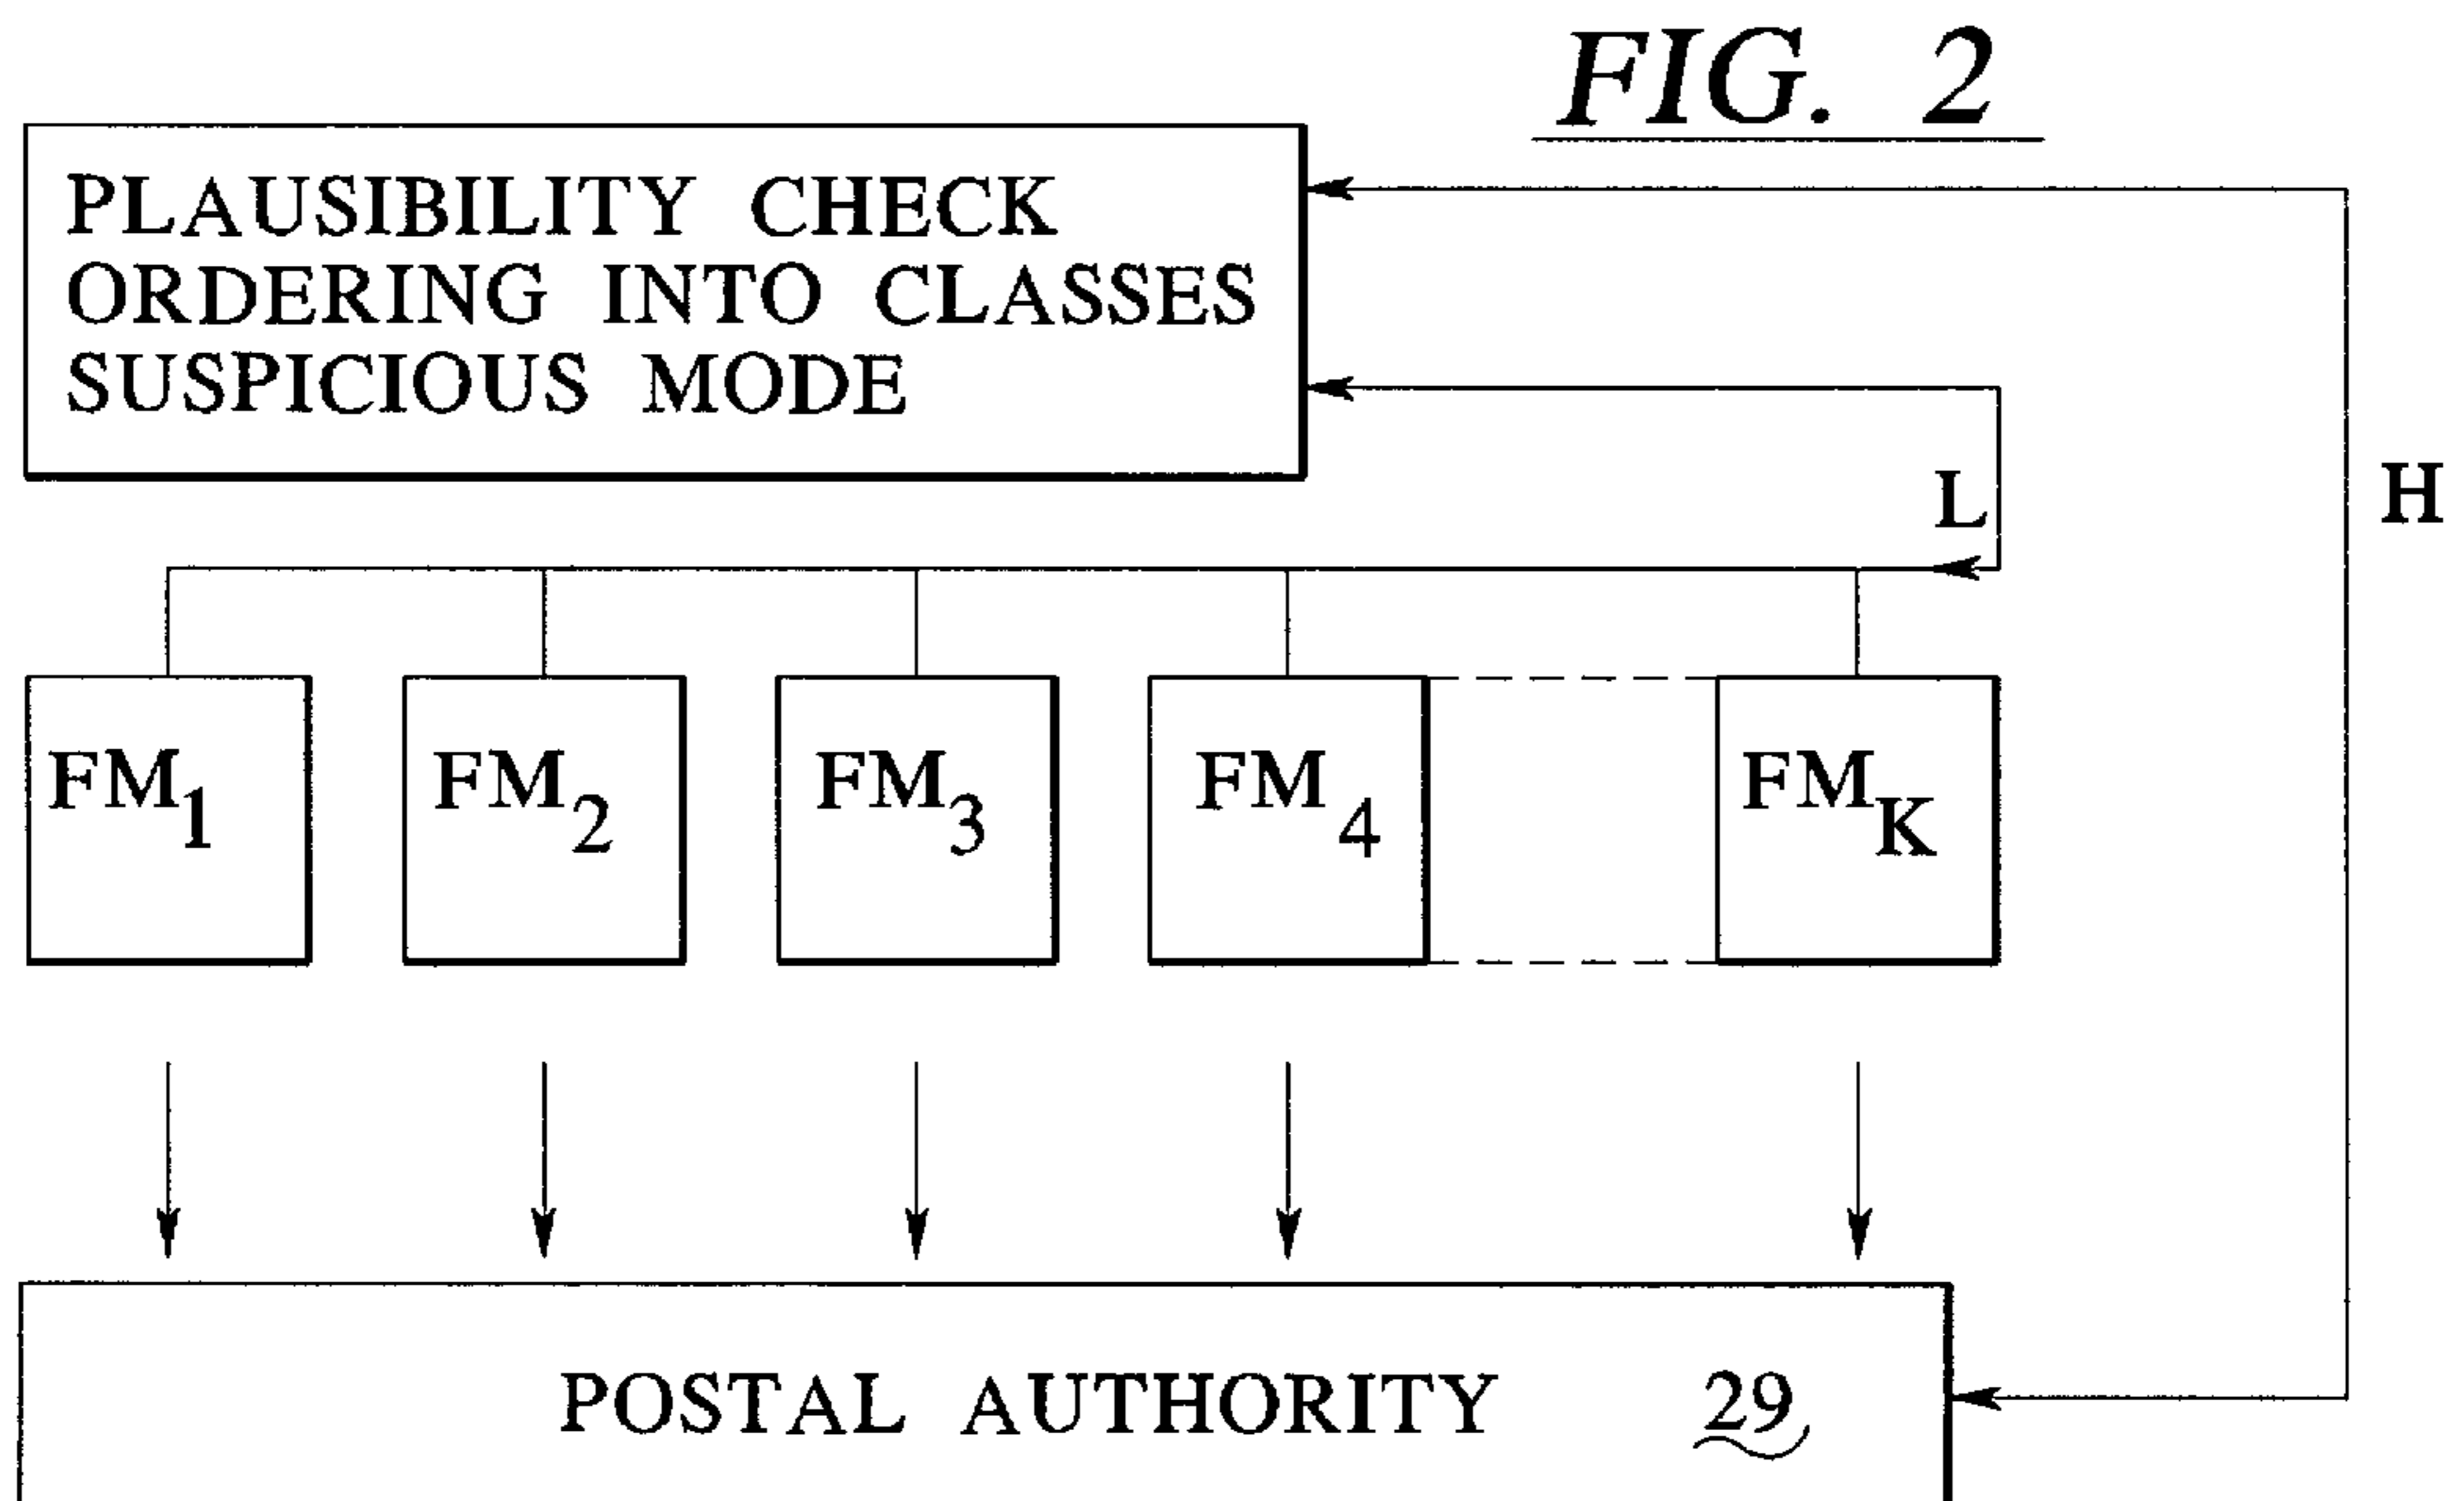 FIG. 2
PLAUSIBILITY CHECK
ORDERING INTO CLASSES
SUSPICIOUS MODE
L
H
FM1
FM2
FM3
FM4
FMK
POSTAL AUTHORITY 29